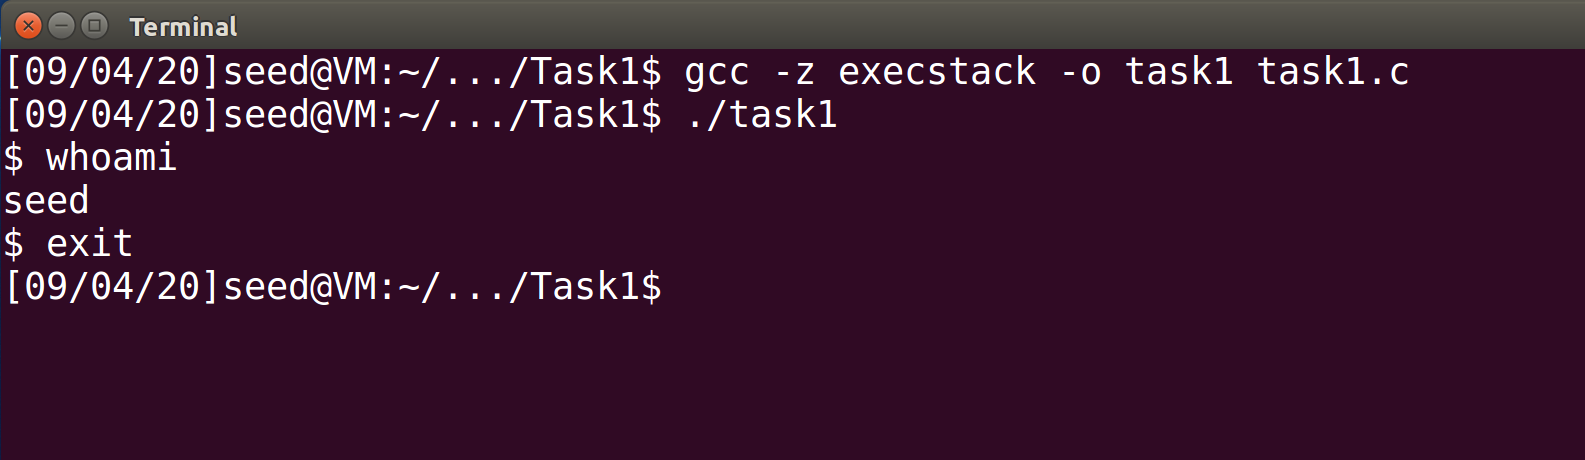 Terminal
[09/04/20]seed@VM:~/.../Task1$ gcc -z execstack -o task1 task1.c
[09/04/20]seed@VM:~/.../Task1$ ./task1
$ whoami
seed
$ exit
[09/04/20]seed@VM:~/.../Task1$